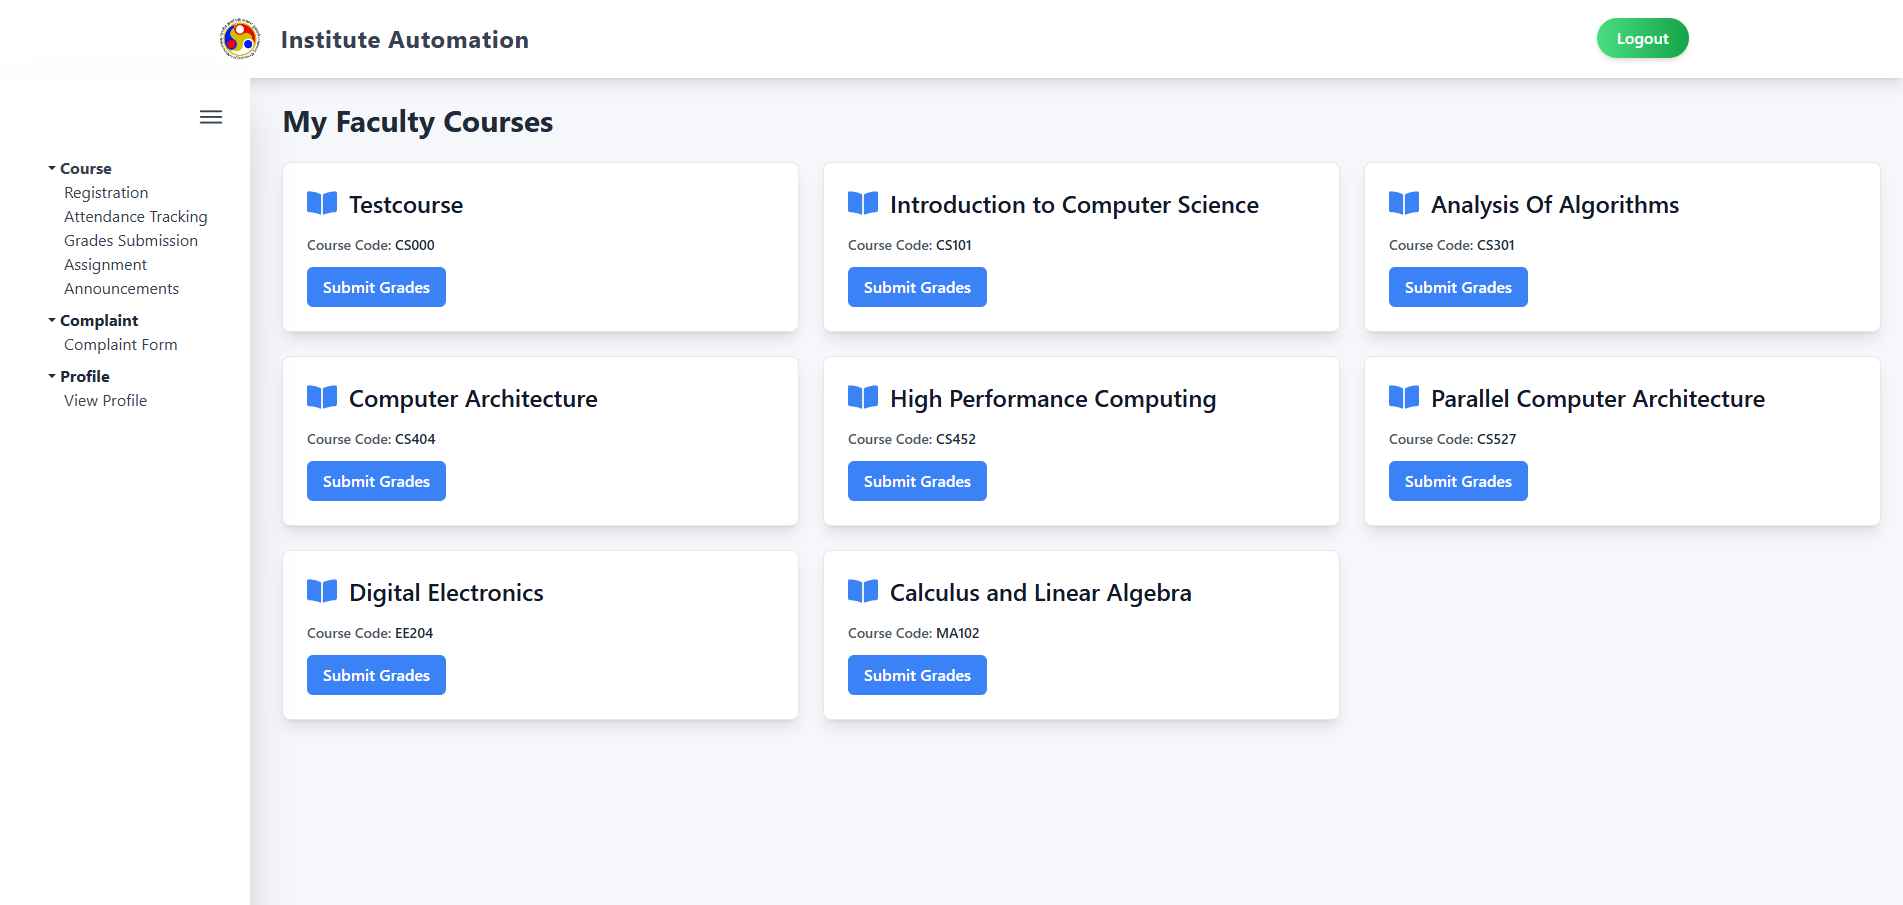 Institute Automation
Logout
Course
Registration
Attendance Tracking
Grades Submission
Assignment
Announcements
Complaint
Complaint Form
Profile
View Profile
My Faculty Courses
Testcourse
Course Code: CS000
Submit Grades
Introduction to Computer Science
Course Code: CS101
Submit Grades
Analysis Of Algorithms
Course Code: CS301
Submit Grades
Computer Architecture
Course Code: CS404
Submit Grades
High Performance Computing
Course Code: CS452
Submit Grades
Parallel Computer Architecture
Course Code: CS527
Submit Grades
Digital Electronics
Course Code: EE204
Submit Grades
Calculus and Linear Algebra
Course Code: MA102
Submit Grades